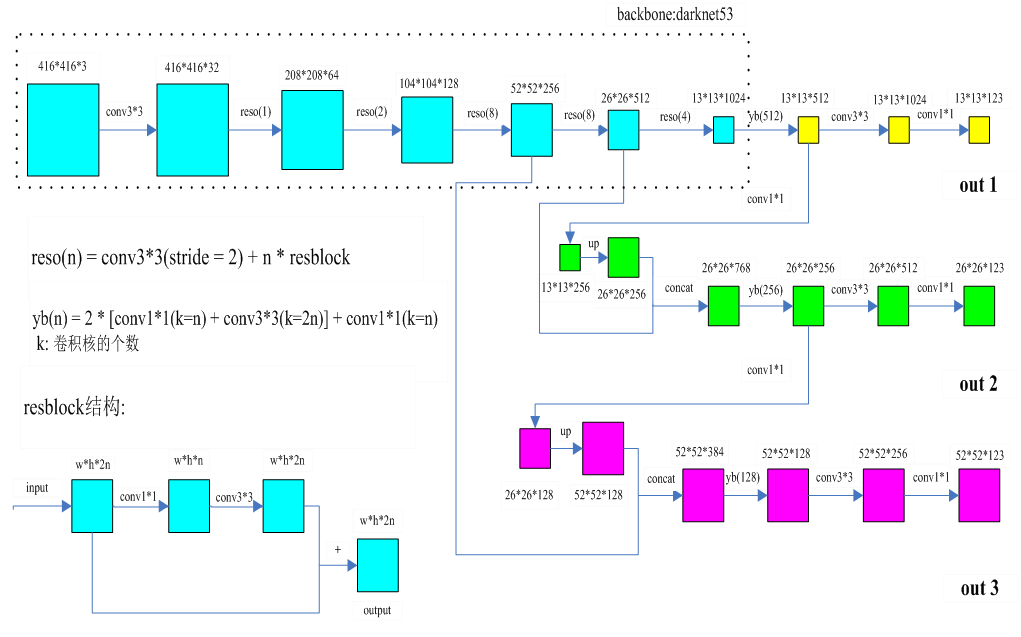 backbone:darknet53
416*416*3
416*416*32
208*208*64
104*104*128
52*52*256
26*26*512
13*13*1024
13*13*512
13*13*1024
13*13*123
conv3*3
reso(1)
reso(2)
reso(8)
reso(8)
reso(4)
yb(512)
conv3*3
conv1*1
out 1
conv1*1
up
13*13*256
26*26*256
concat
26*26*768
yb(256)
26*26*256
conv3*3
26*26*512
conv1*1
26*26*123
out 2
conv1*1
up
26*26*128
52*52*128
concat
52*52*384
yb(128)
52*52*128
conv3*3
52*52*256
conv1*1
52*52*123
out 3
reso(n) = conv3*3(stride = 2) + n * resblock
yb(n) = 2 * [conv1*1(k=n) + conv3*3(k=2n)] + conv1*1(k=n)
k: 卷积核的个数
resblock结构:
input
w*h*2n
conv1*1
w*h*n
conv3*3
w*h*2n
+
w*h*2n
output